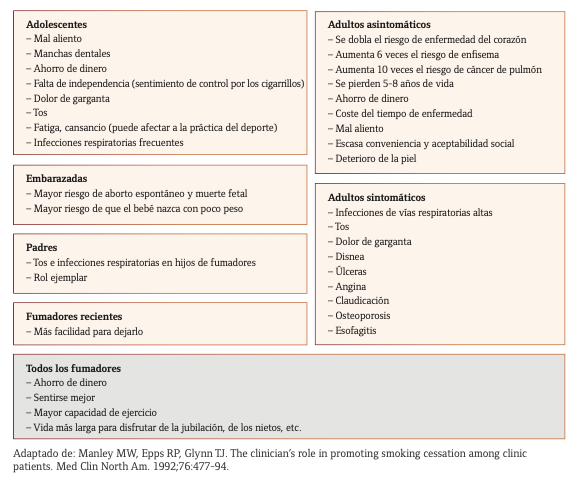 Adolescentes
– Mal aliento
– Manchas dentales
– Ahorro de dinero
– Falta de independencia (sentimiento de control por los cigarrillos)
– Dolor de garganta
– Tos
– Fatiga, cansancio (puede afectar a la práctica del deporte)
– Infecciones respiratorias frecuentes
Embarazadas
– Mayor riesgo de aborto espontáneo y muerte fetal
– Mayor riesgo de que el bebé nazca con poco peso
Padres
– Tos e infecciones respiratorias en hijos de fumadores
– Rol ejemplar
Fumadores recientes
– Más facilidad para dejarlo
Adultos asintomáticos
– Se dobla el riesgo de enfermedad del corazón
– Aumenta 6 veces el riesgo de enfisema
– Aumenta 10 veces el riesgo de cáncer de pulmón
– Se pierden 5-8 años de vida
– Ahorro de dinero
– Coste del tiempo de enfermedad
– Mal aliento
– Escasa conveniencia y aceptabilidad social
– Deterioro de la piel
Adultos sintomáticos
– Infecciones de vías respiratorias altas
– Tos
– Dolor de garganta
– Disnea
– Úlceras
– Angina
– Claudicación
– Osteoporosis
– Esofagitis
Todos los fumadores
– Ahorro de dinero
– Sentirse mejor
– Mayor capacidad de ejercicio
– Vida más larga para disfrutar de la jubilación, de los nietos, etc.
Adaptado de: Manley MW, Epps RP, Glynn TJ. The clinician's role in promoting smoking cessation among clinic
patients. Med Clin North Am. 1992;76:477-94.